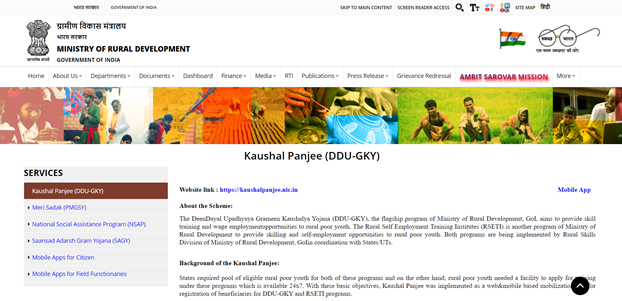 भारत सरकार GOVERNMENT OF INDIA SKIP TO MAIN CONTENT SCREEN READER ACCESS TT SITE MAP हिंदी
ग्रामीण विकास मंत्रालय
भारत सरकार
MINISTRY OF RURAL DEVELOPMENT
GOVERNMENT OF INDIA
सत्यमेव जयते
स्वच्छ भारत
एक कदम स्वच्छता की ओर
Home About Us Departments Documents Dashboard Finance Media RTI Publications Press Release Grievance Redressal AMRIT SAROVAR MISSION More
Kaushal Panjee (DDU-GKY)
SERVICES
Kaushal Panjee (DDU-GKY)
Meri Sadak (PMGSY)
National Social Assistance Program (NSAP)
Saansad Adarsh Gram Yojana (SAGY)
Mobile Apps for Citizen
Mobile Apps for Field Functionaries
Website link : https://kaushalpanjee.nic.in Mobile App
About the Scheme:
The DeenDayal Upadhyaya Grameen Kaushalya Yojana (DDU-GKY), the flagship program of Ministry of Rural Development, GoI, aims to provide skill
training and wage employmentopportunities to rural poor youth. The Rural Self Employment Training Institutes (RSETI) is another program of Ministry of
Rural Development to provide skilling and self-employment opportunities to rural poor youth. Both programs are being implemented by Rural Skills
Division of Ministry of Rural Development, GoIin coordination with States/UTs.
Background of the Kaushal Panjee:
States required pool of eligible rural poor youth for both of these programs and on the other hand, rural poor youth needed a facility to apply for
under these programs which is available 24x7. With these basic objectives, Kaushal Panjee was implemented as a web&mobile based
registration of beneficiaries for DDU-GKY and RSETI programs.